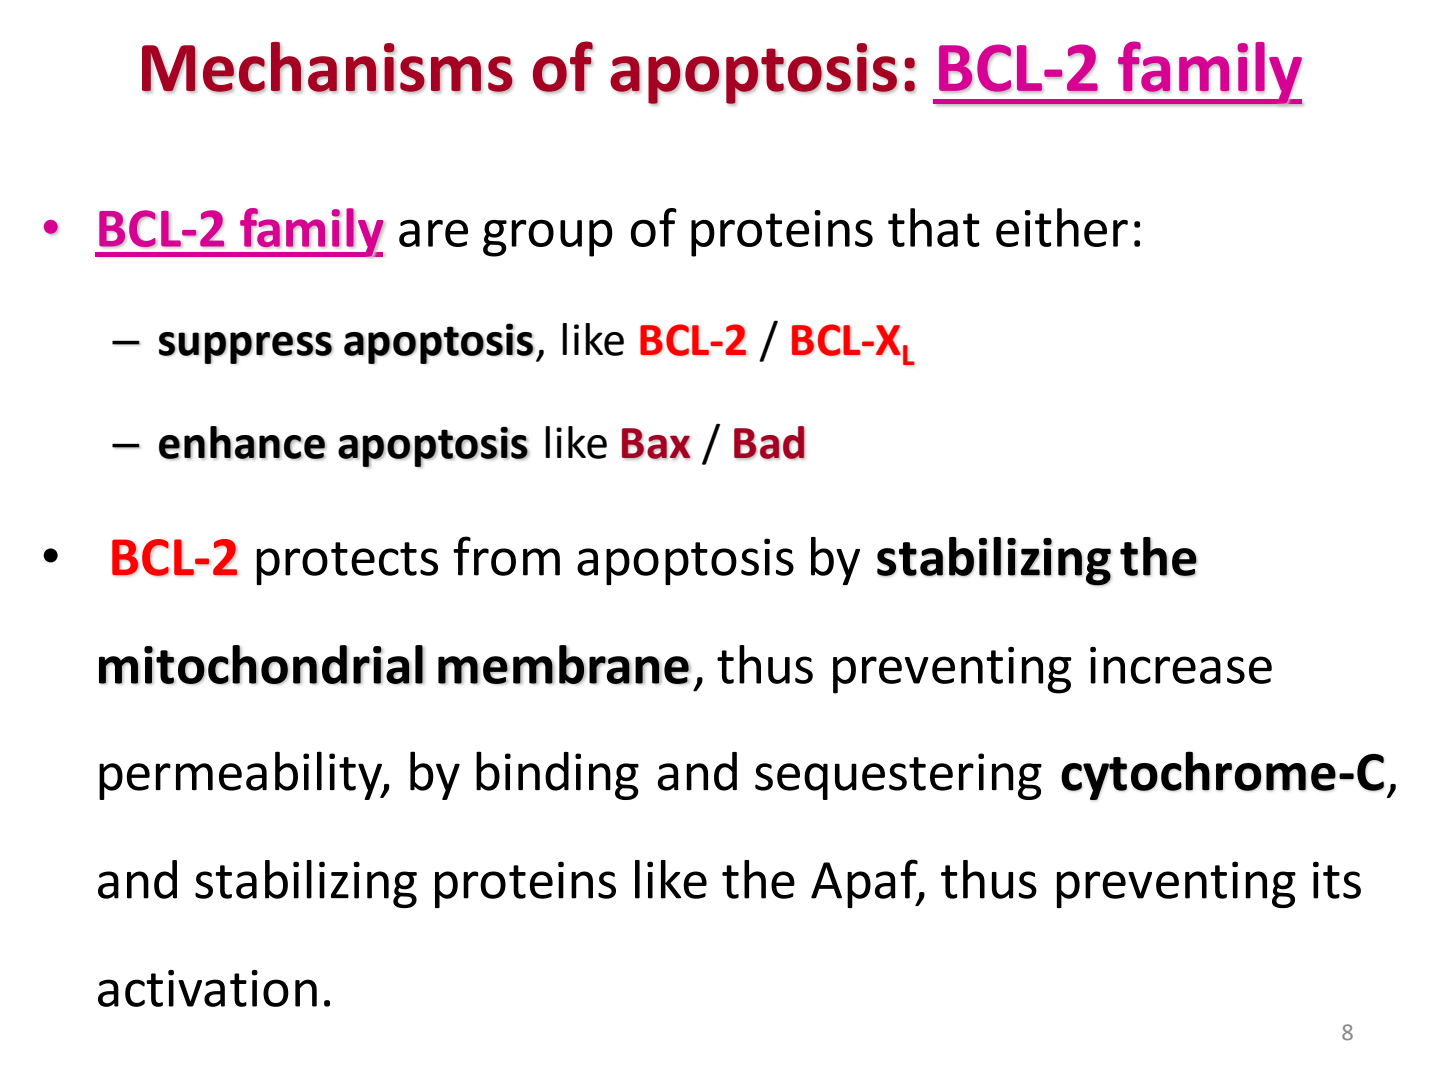 Mechanisms of apoptosis: BCL-2 family
• BCL-2 family are group of proteins that either:
– suppress apoptosis, like BCL-2 / BCL-XL
– enhance apoptosis like Bax / Bad
• BCL-2 protects from apoptosis by stabilizing the
mitochondrial membrane, thus preventing increase
permeability, by binding and sequestering cytochrome-C,
and stabilizing proteins like the Apaf, thus preventing its
activation.
8